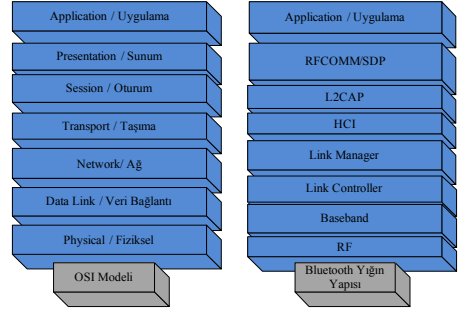 Application / Uygulama
Presentation / Sunum
Session / Oturum
Transport / Taşıma
Network/ Ağ
Data Link / Veri Bağlantı
Physical / Fiziksel
OSI Modeli
Application / Uygulama
RFCOMM/SDP
L2CAP
HCI
Link Manager
Link Controller
Baseband
RF
Bluetooth Yığın
Yapısı